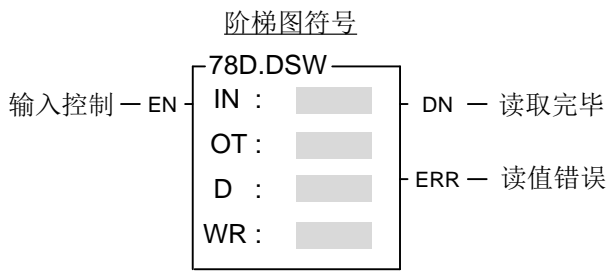 阶梯图符号
78D.DSW
输入控制 — EN IN : DN — 读取完毕
OT :
D : ERR — 读值错误
WR :